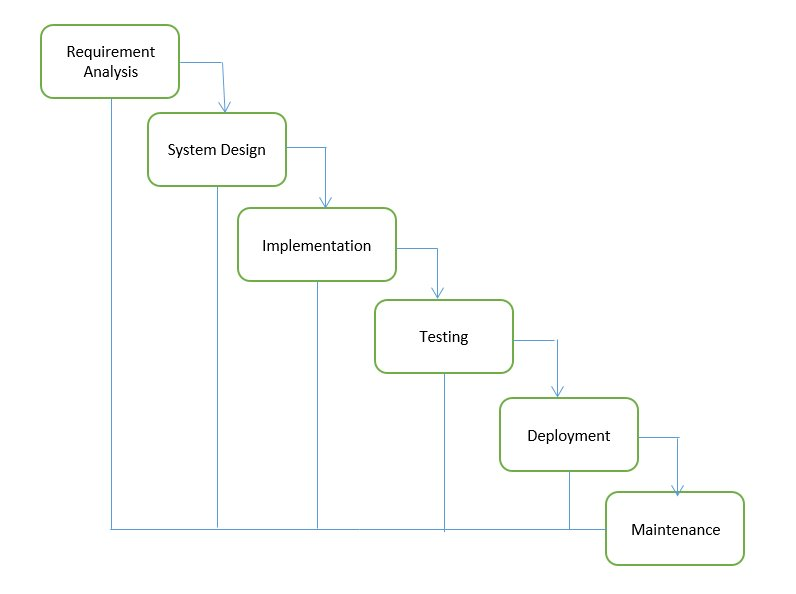 Requirement
Analysis
System Design
Implementation
Testing
Deployment
Maintenance